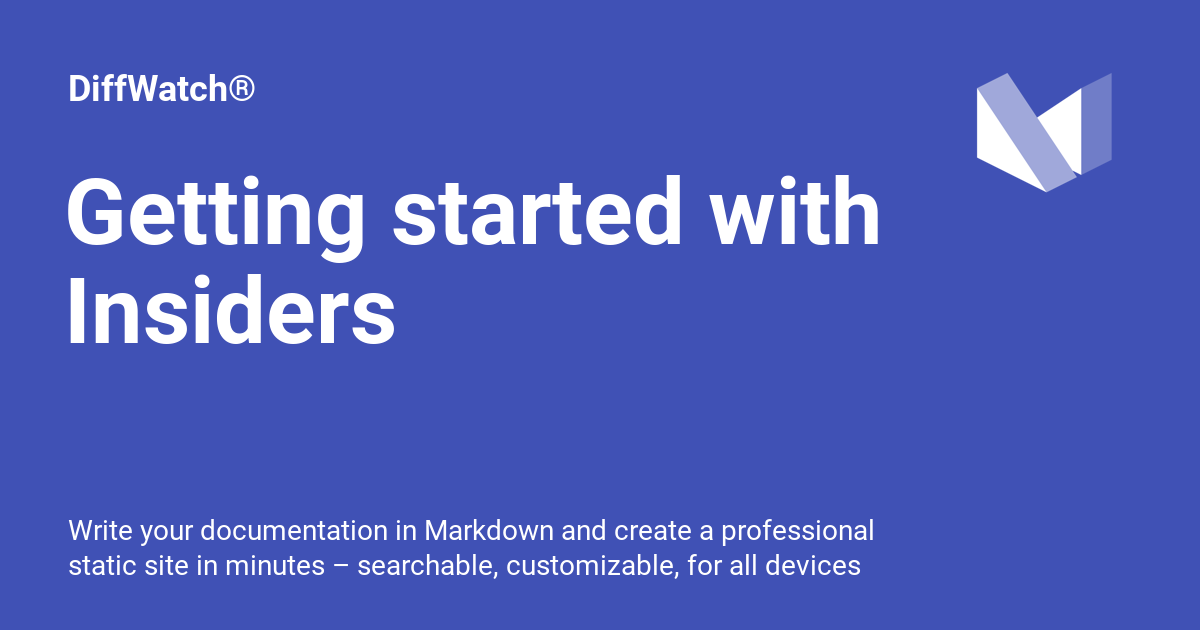 DiffWatch®
Getting started with
Insiders
Write your documentation in Markdown and create a professional
static site in minutes – searchable, customizable, for all devices